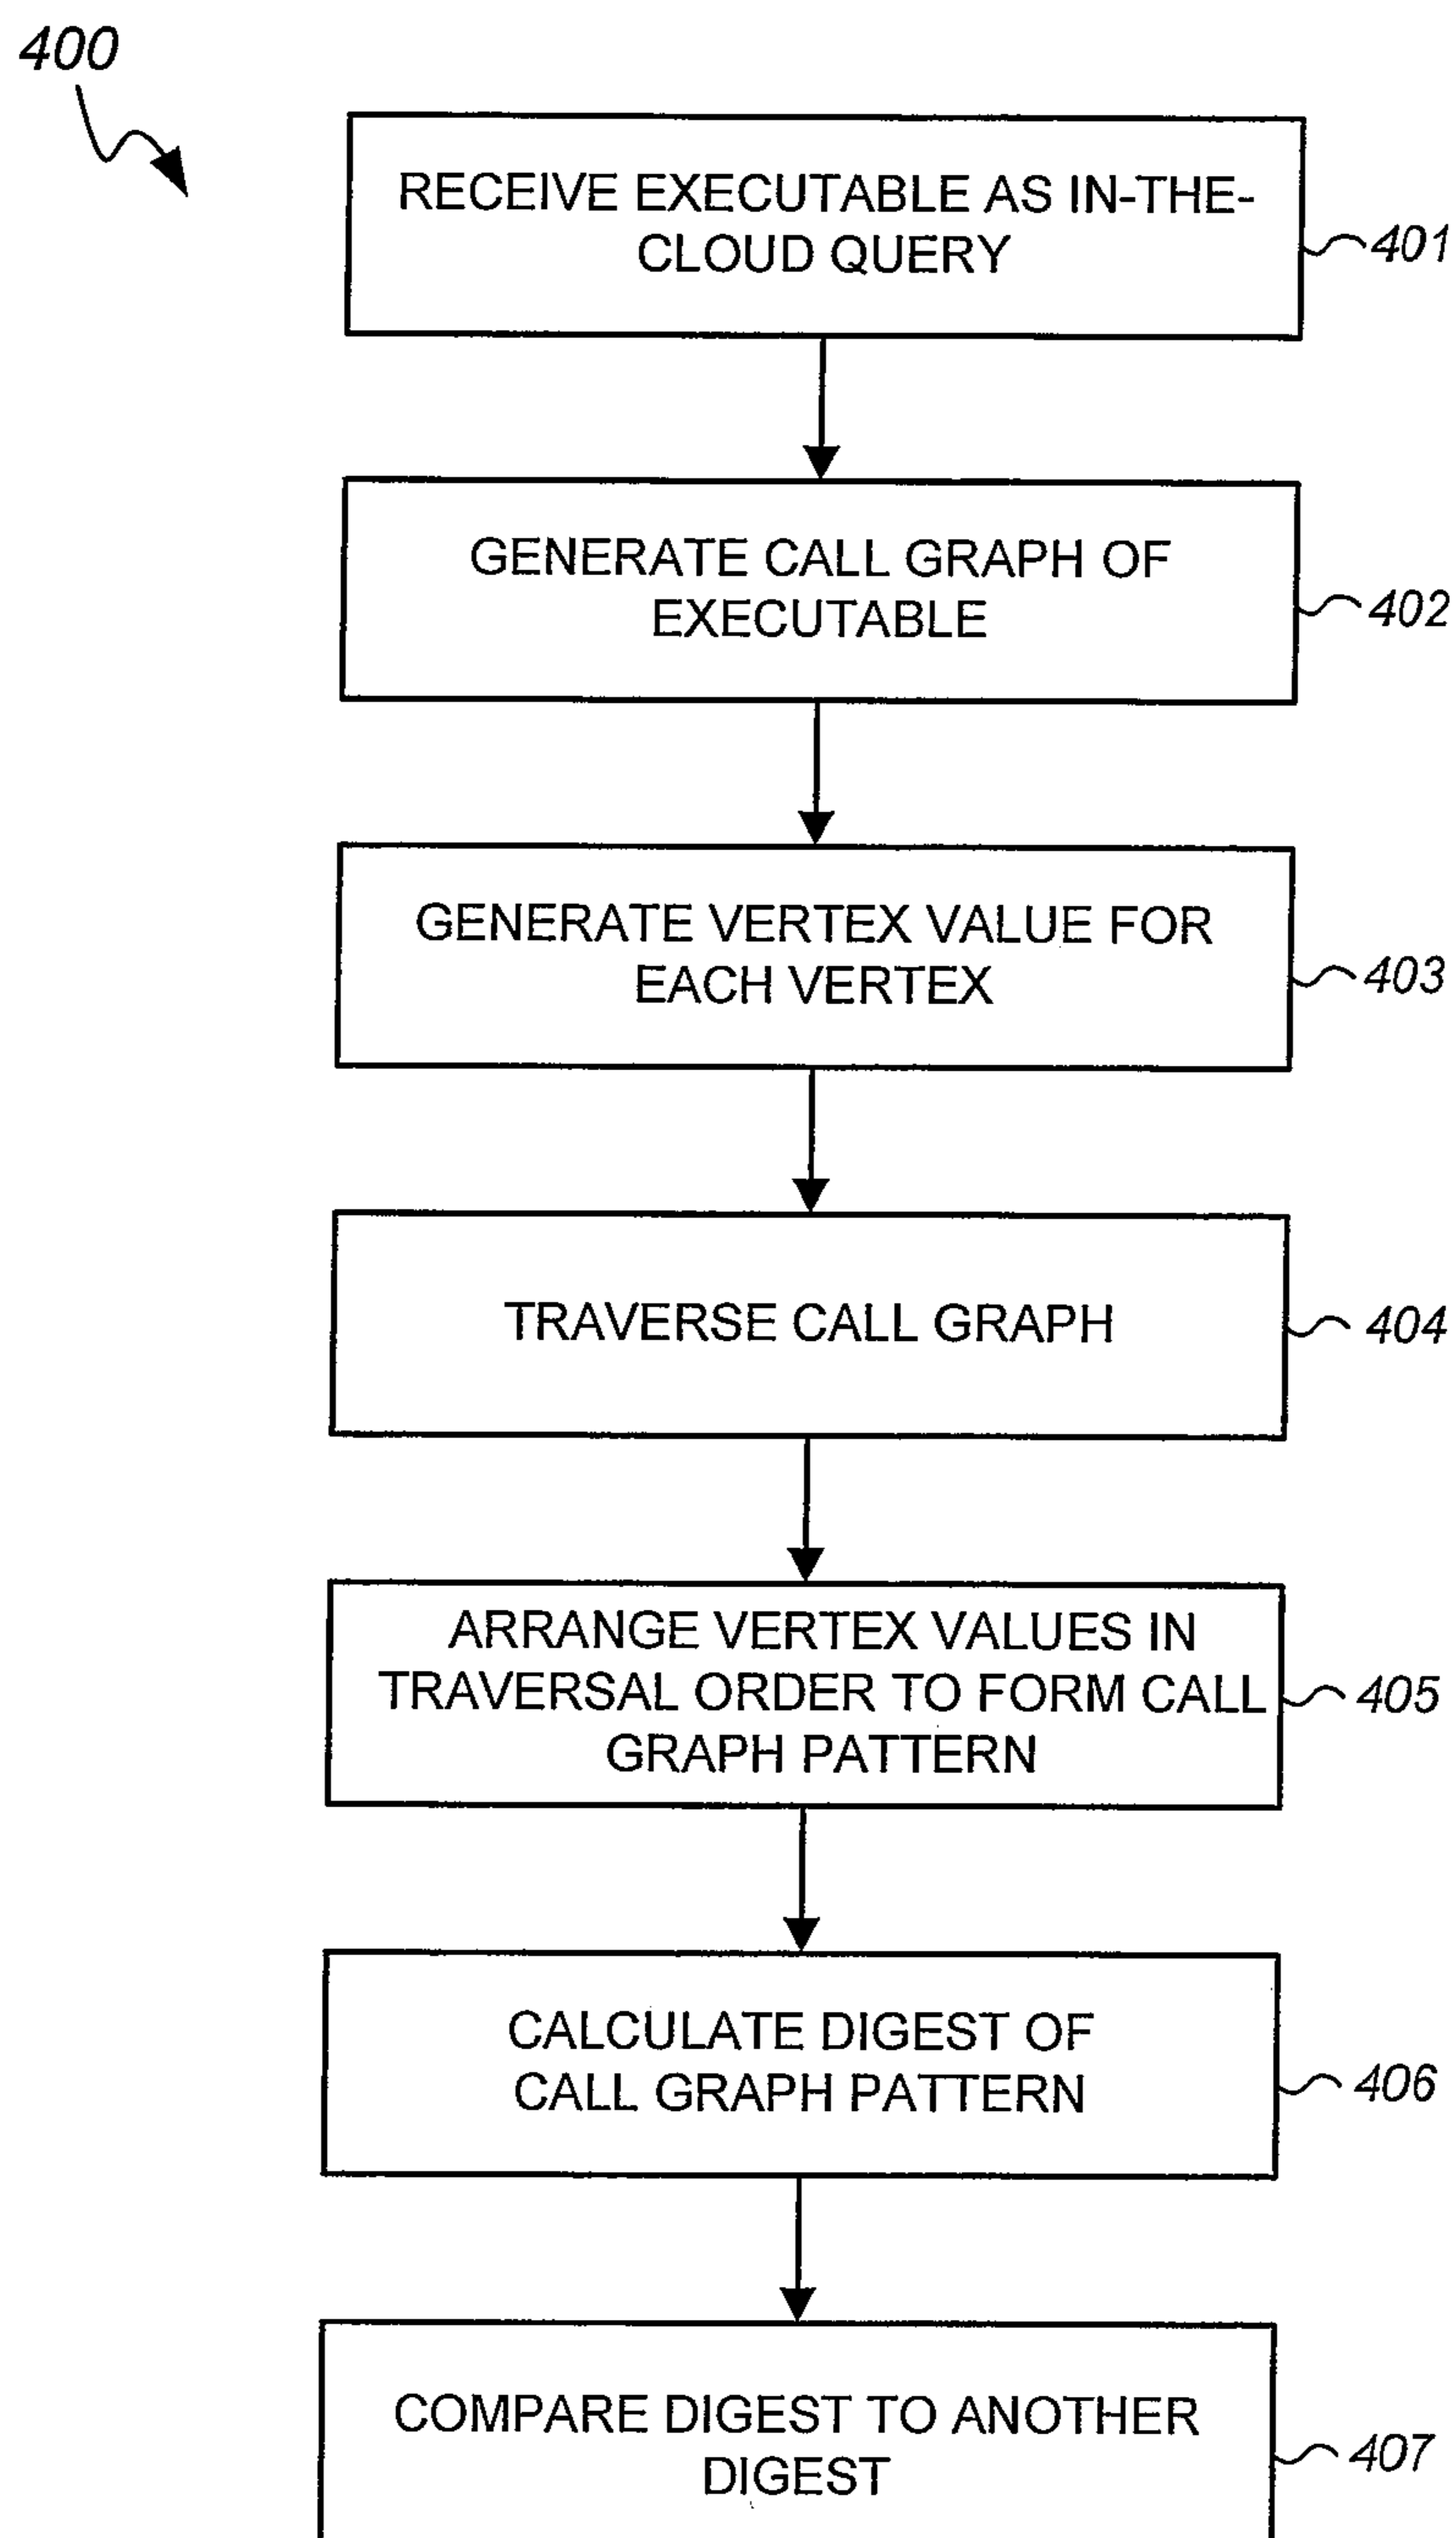 400
RECEIVE EXECUTABLE AS IN-THE-
CLOUD QUERY
401
GENERATE CALL GRAPH OF
EXECUTABLE
402
GENERATE VERTEX VALUE FOR
EACH VERTEX
403
TRAVERSE CALL GRAPH
404
ARRANGE VERTEX VALUES IN
TRAVERSAL ORDER TO FORM CALL
GRAPH PATTERN
405
CALCULATE DIGEST OF
CALL GRAPH PATTERN
406
COMPARE DIGEST TO ANOTHER
DIGEST
407